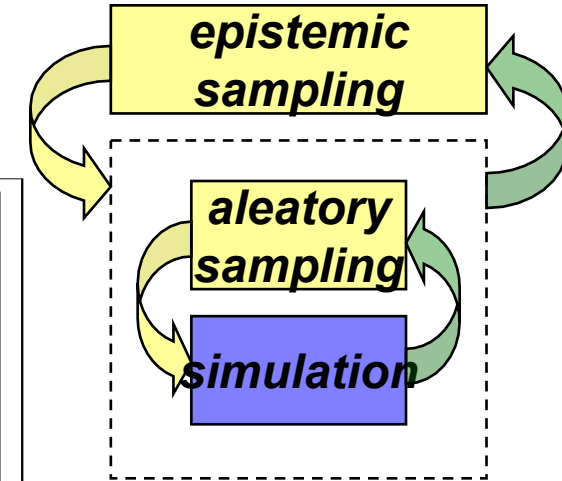 epistemic
sampling
aleatory
sampling
simulation